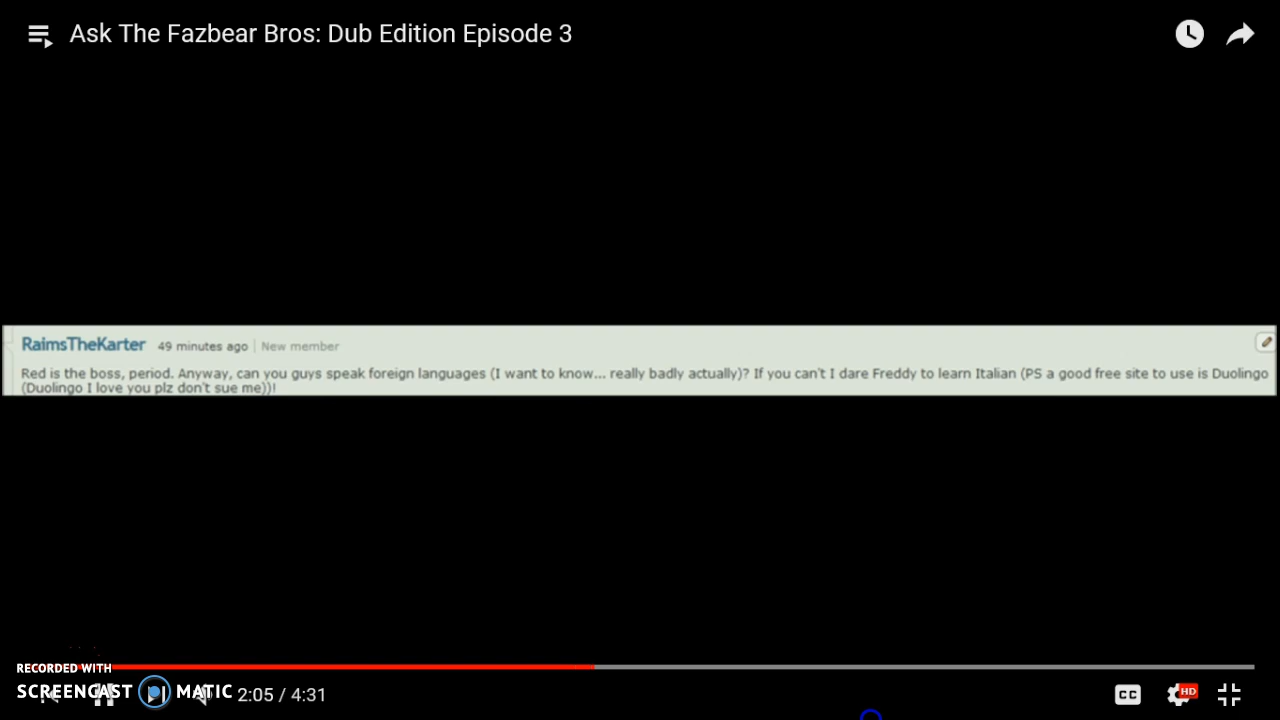 Ask The Fazbear Bros: Dub Edition Episode 3
RaimsTheKarter 49 minutes ago | New member
Red is the boss, period. Anyway, can you guys speak foreign languages (I want to know... really badly actually)? If you can't I dare Freddy to learn Italian (PS a good free site to use is Duolingo
(Duolingo I love you plz don't sue me))!
RECORDED WITH
SCREENCAST MATIC
2:05 / 4:31
CC
HD